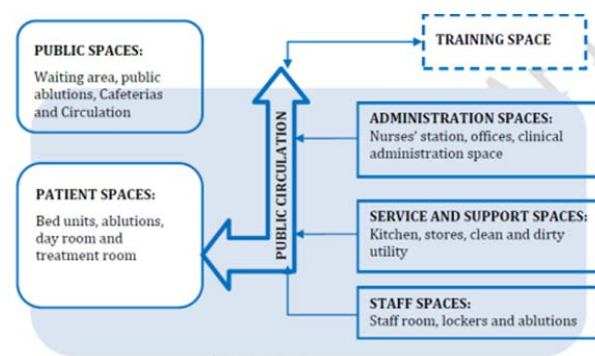 PUBLIC SPACES:
Waiting area, public
ablutions, Cafeterias
and Circulation
PATIENT SPACES:
Bed units, ablutions,
day room and
treatment room
PUBLIC CIRCULATION
TRAINING SPACE
ADMINISTRATION SPACES:
Nurses' station, offices, clinical
administration space
SERVICE AND SUPPORT SPACES:
Kitchen, stores, clean and dirty
utility
STAFF SPACES:
Staff room, lockers and ablutions